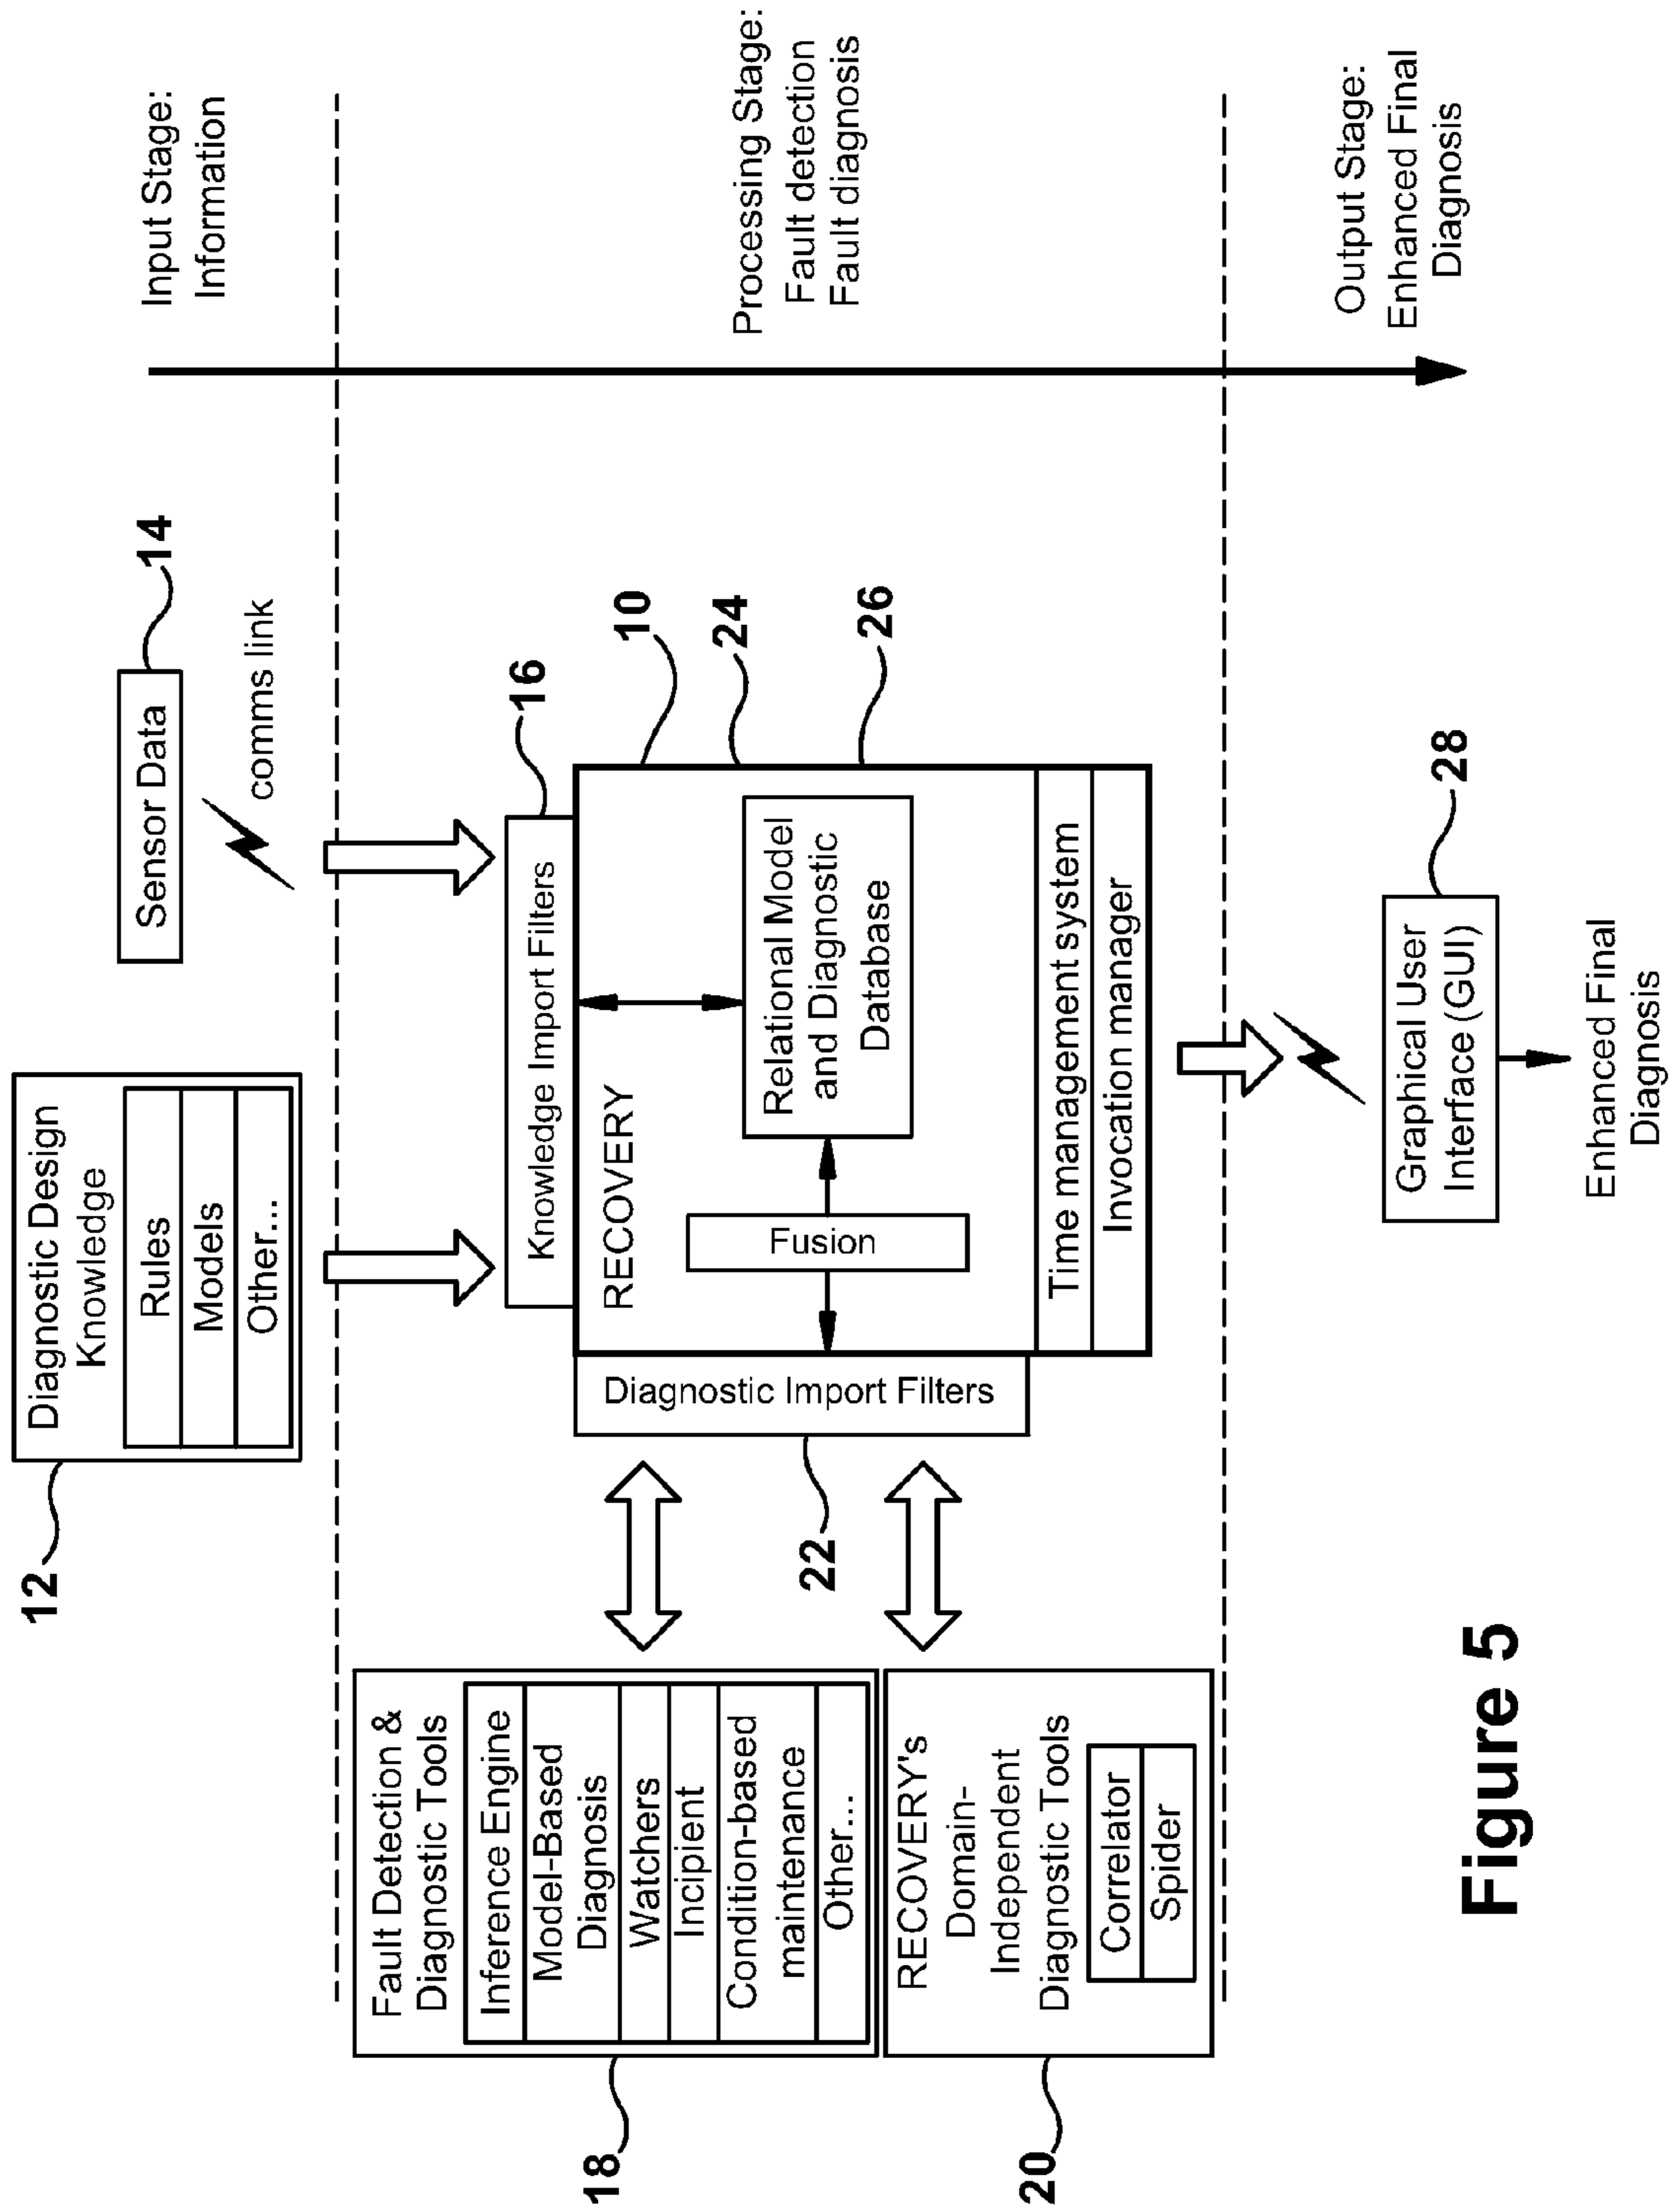 12
Diagnostic Design
Knowledge
Rules
Models
Other...
Sensor Data
14
comms link
Input Stage:
Information
18
Fault Detection &
Diagnostic Tools
Inference Engine
Model-Based
Diagnosis
Watchers
Incipient
Condition-based
maintenance
Other...
20
RECOVERY's
Domain-
Independent
Diagnostic Tools
Correlator
Spider
22
Diagnostic Import Filters
Knowledge Import Filters
16
RECOVERY
10
24
26
Fusion
Relational Model
and Diagnostic
Database
Time management system
Invocation manager
Processing Stage:
Fault detection
Fault diagnosis
Graphical User
Interface (GUI)
28
Enhanced Final
Diagnosis
Output Stage:
Enhanced Final
Diagnosis
Figure 5